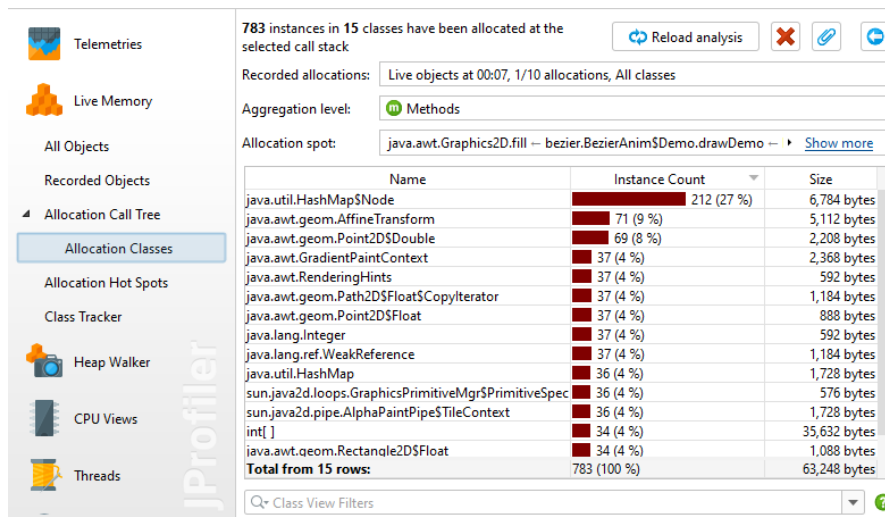 Telemetries
Live Memory
All Objects
Recorded Objects
Allocation Call Tree
Allocation Classes
Allocation Hot Spots
Class Tracker
Heap Walker
CPU Views
Threads
JProfiler
783 instances in 15 classes have been allocated at the
selected call stack
Reload analysis
Recorded allocations: Live objects at 00:07, 1/10 allocations, All classes
Aggregation level: m Methods
Allocation spot: java.awt.Graphics2D.fill ← bezier.BezierAnim$Demo.drawDemo ← Show more
Name Instance Count Size
java.util.HashMap$Node 212 (27 %) 6,784 bytes
java.awt.geom.AffineTransform 71 (9 %) 5,112 bytes
java.awt.geom.Point2D$Double 69 (8 %) 2,208 bytes
java.awt.GradientPaintContext 37 (4 %) 2,368 bytes
java.awt.RenderingHints 37 (4 %) 592 bytes
java.awt.geom.Path2D$Float$CopyIterator 37 (4 %) 1,184 bytes
java.awt.geom.Point2D$Float 37 (4 %) 888 bytes
java.lang.Integer 37 (4 %) 592 bytes
java.lang.ref.WeakReference 37 (4 %) 1,184 bytes
java.util.HashMap 36 (4 %) 1,728 bytes
sun.java2d.loops.GraphicsPrimitiveMgr$PrimitiveSpec 36 (4 %) 576 bytes
sun.java2d.pipe.AlphaPaintPipe$TileContext 36 (4 %) 1,728 bytes
int[ ] 34 (4 %) 35,632 bytes
java.awt.geom.Rectangle2D$Float 34 (4 %) 1,088 bytes
Total from 15 rows: 783 (100 %) 63,248 bytes
Class View Filters
?